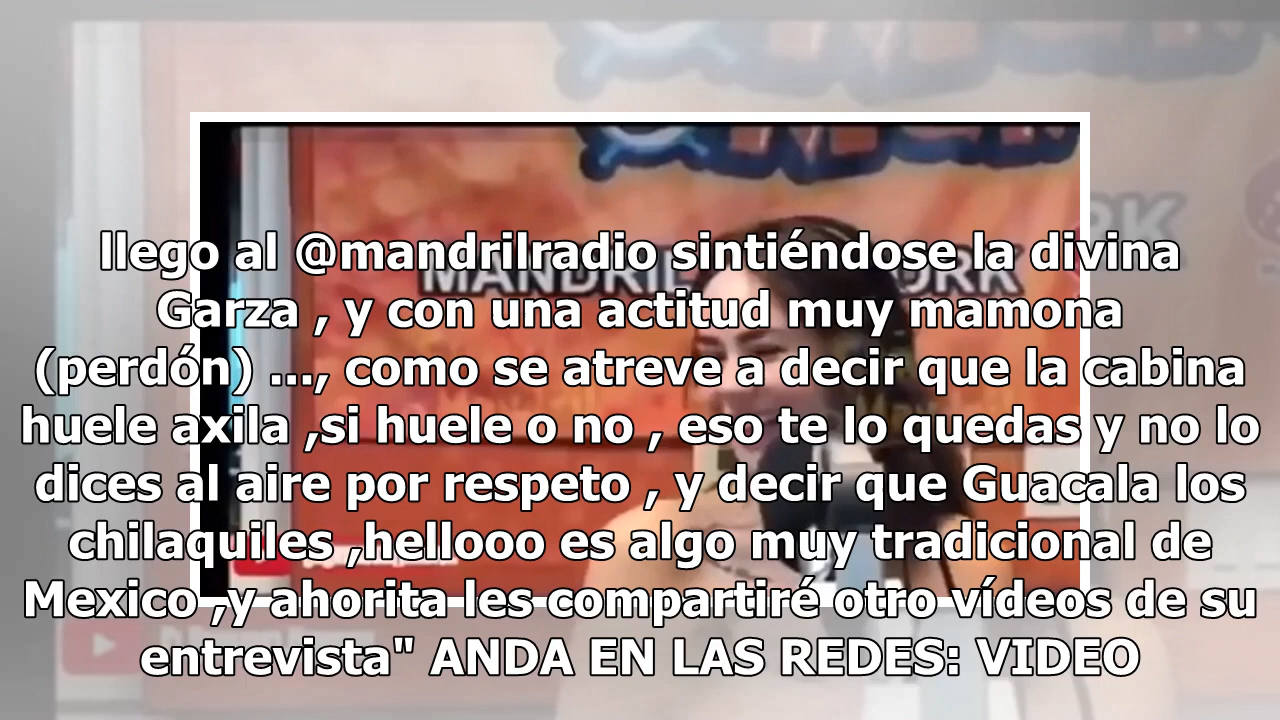 llego al @mandrilradio sintiéndose la divina
Garza , y con una actitud muy mamona
(perdón) ..., como se atreve a decir que la cabina
huele axila ,si huele o no , eso te lo quedas y no lo
dices al aire por respeto , y decir que Guacala los
chilaquiles ,hellooo es algo muy tradicional de
Mexico ,y ahorita les compartiré otro vídeos de su
entrevista" ANDA EN LAS REDES: VIDEO
MANDRIL